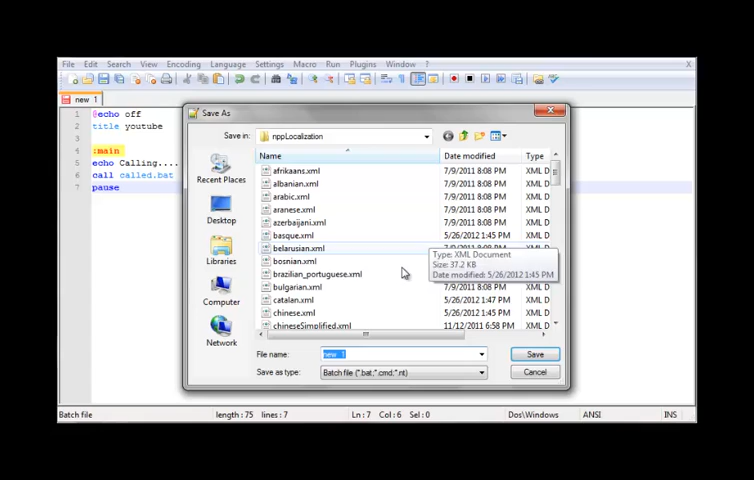 File Edit Search View Encoding Language Settings Macro Run Plugins Window ? X
new 1
1 @echo off
2 title youtube
3
4 :main
5 echo Calling....
6 call called.bat
7 pause
Save As
Save in: nppLocalization
Name Date modified Type
afrikaans.xml 7/9/2011 8:08 PM XML D
albanian.xml 7/9/2011 8:08 PM XML D
arabic.xml 7/9/2011 8:08 PM XML D
aranese.xml 7/9/2011 8:08 PM XML D
azerbaijani.xml 7/9/2011 8:08 PM XML D
basque.xml 5/26/2012 1:45 PM XML D
belarusian.xml 7/9/2011 8:08 PM XML D
bosnian.xml
brazilian_portuguese.xml
bulgarian.xml 7/9/2011 8:08 PM XML D
catalan.xml 5/26/2012 1:47 PM XML D
chinese.xml 5/26/2012 1:45 PM XML D
chineseSimplified.xml 11/12/2011 6:58 PM XML D
Type: XML Document
Size: 37.2 KB
Date modified: 5/26/2012 1:45 PM
Recent Places
Desktop
Libraries
Computer
Network
File name: new 1 Save
Save as type: Batch file (*.bat;*.cmd;*.nt) Cancel
Batch file length : 75 lines : 7 Ln : 7 Col : 6 Sel : 0 Dos\Windows ANSI INS